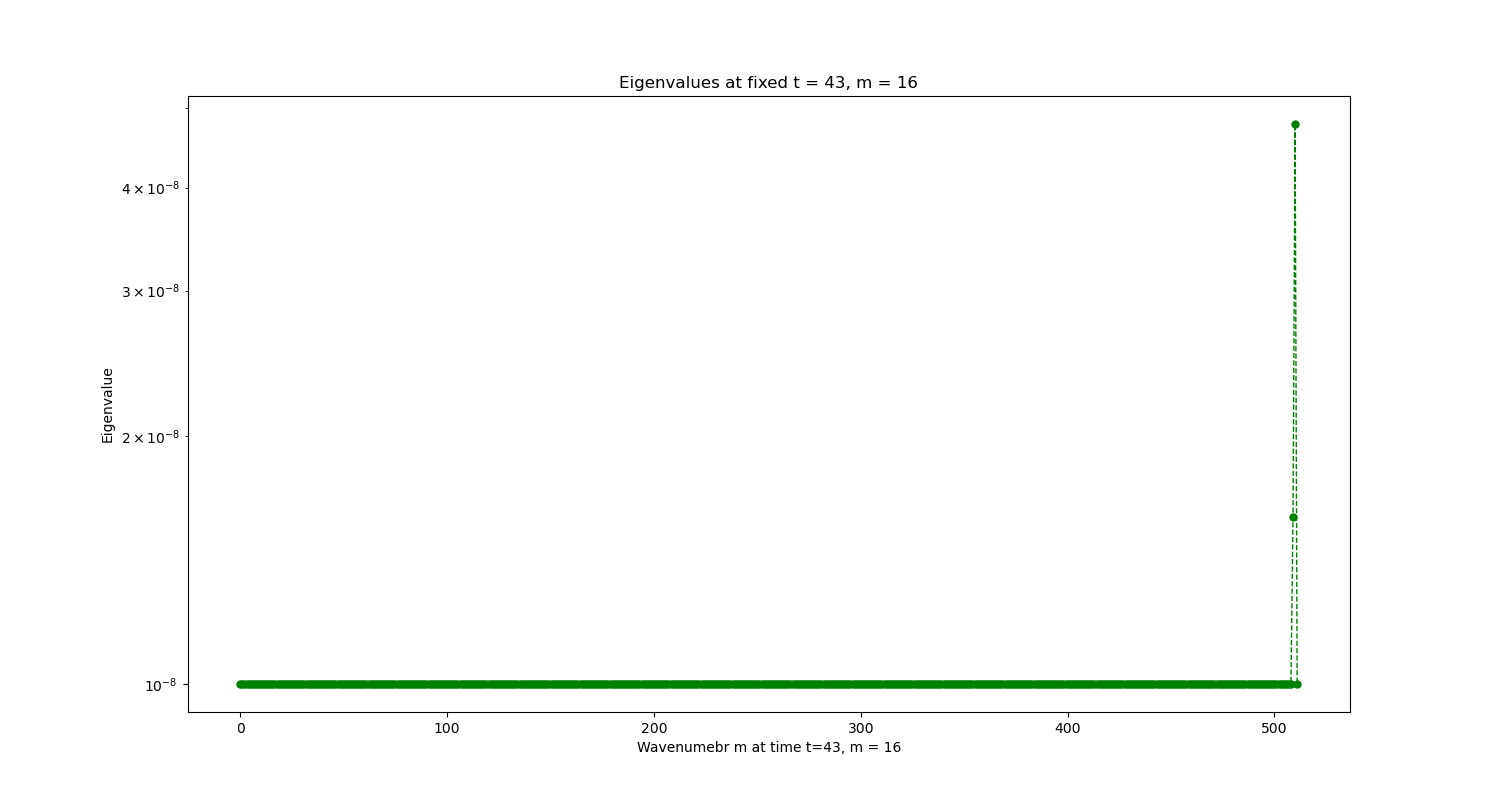 Eigenvalues at fixed t = 43, m = 16
4 × 10⁻⁸
3 × 10⁻⁸
Eigenvalue
2 × 10⁻⁸
10⁻⁸
0 100 200 300 400 500
Wavenumebr m at time t=43, m = 16